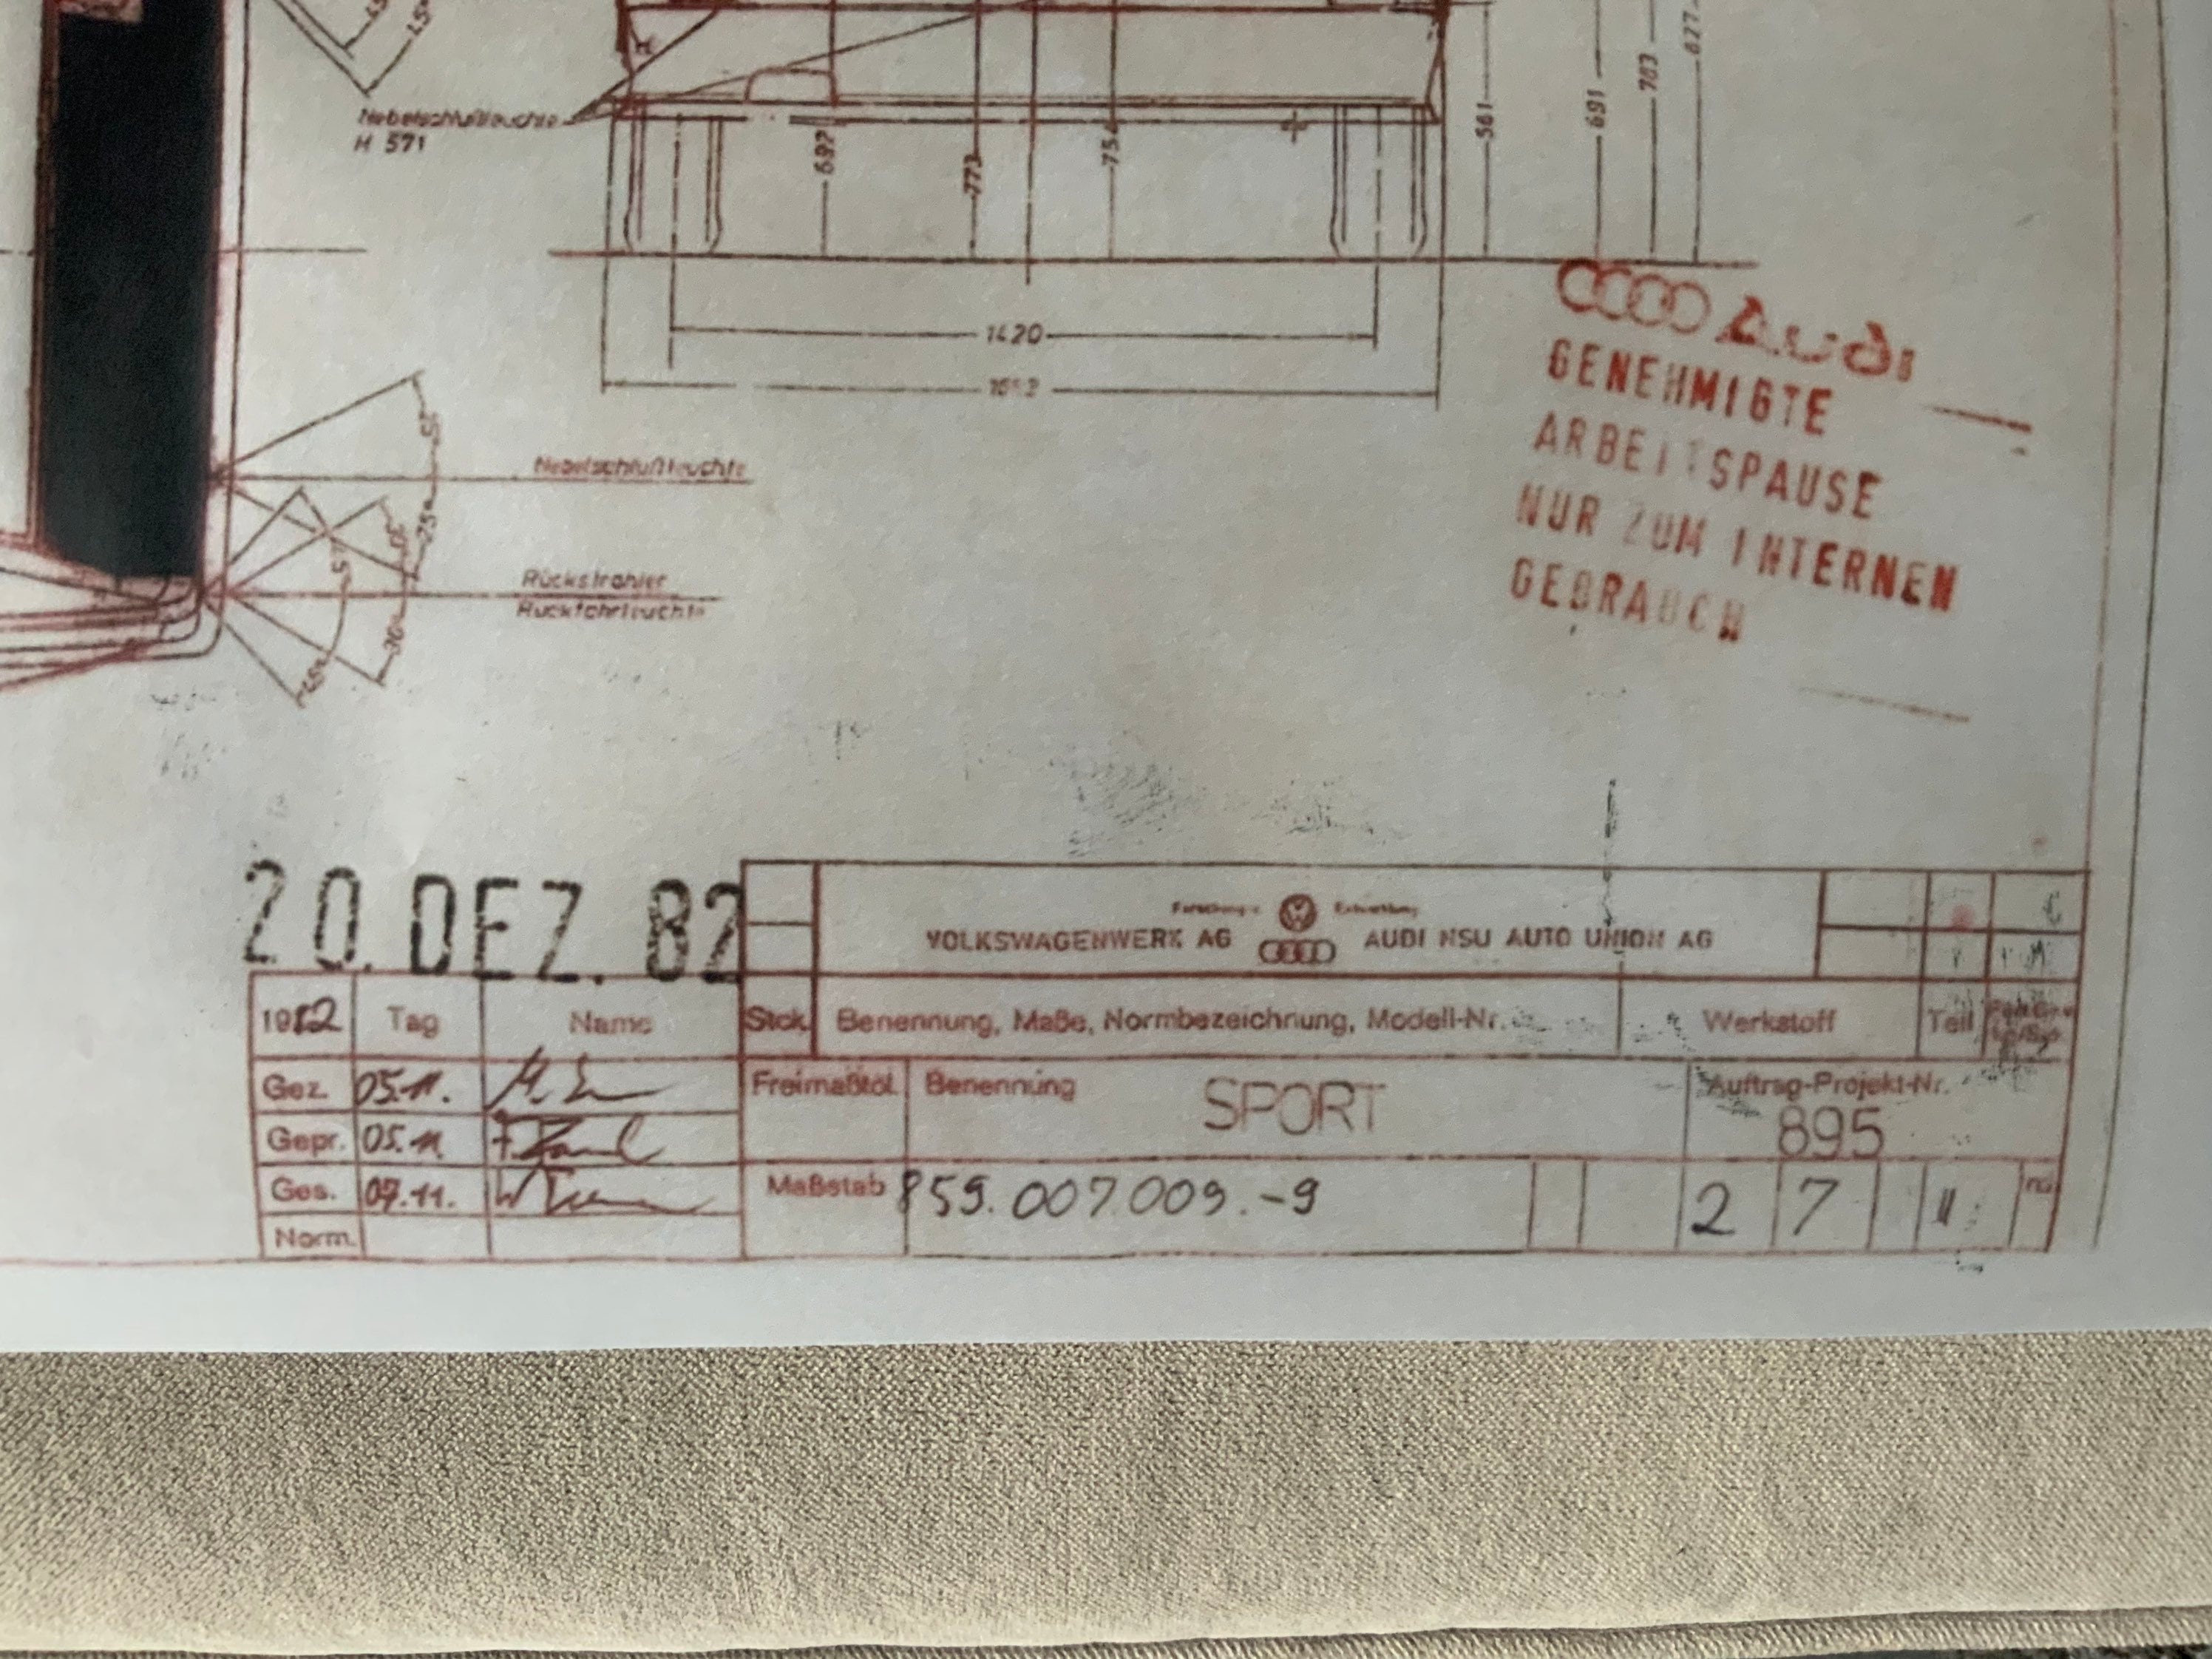 Nebelschlußleuchte
H 571
697
773
561
691
703
677
1420
Nebelschlußleuchte
Rückstrahler
Rückfahrleuchte
Audi
GENEHMIGTE
ARBEITSPAUSE
NUR ZUM INTERNEN
GEBRAUCH
20. DEZ. 82
VOLKSWAGENWERK AG AUDI NSU AUTO UNION AG
1982 Tag Name
Stck. Benennung, Maße, Normbezeichnung, Modell-Nr. Werkstoff Teil
Gez. 05.11.
Gepr. 05.11.
Ges. 09.11.
Norm.
Freimaßtol. Benennung SPORT Auftrag-Projekt-Nr.
895
Maßstab 859.007.009.-9 2 7